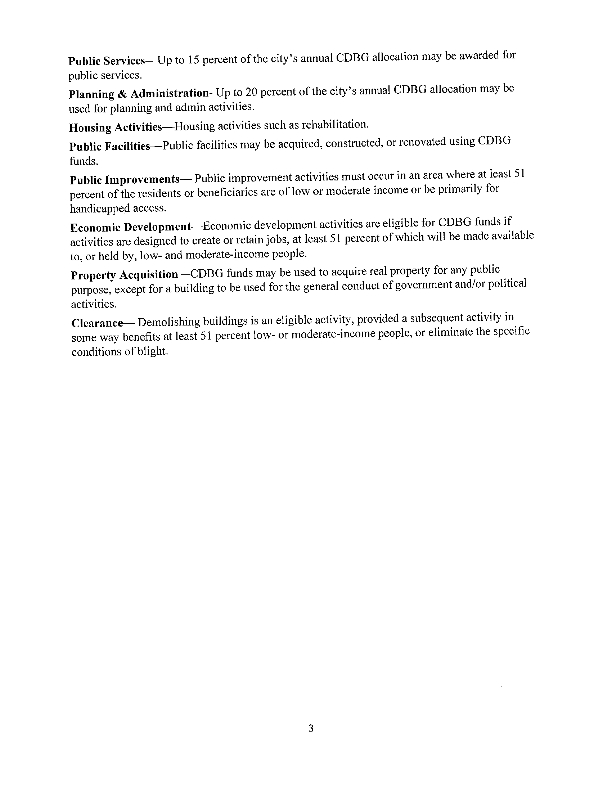 Public Services— Up to 15 percent of the city's annual CDBG allocation may be awarded for
public services.
Planning & Administration- Up to 20 percent of the city's annual CDBG allocation may be
used for planning and admin activities.
Housing Activities—Housing activities such as rehabilitation.
Public Facilities—Public facilities may be acquired, constructed, or renovated using CDBG
funds.
Public Improvements— Public improvement activities must occur in an area where at least 51
percent of the residents or beneficiaries are of low or moderate income or be primarily for
handicapped access.
Economic Development- -Economic development activities are eligible for CDBG funds if
activities are designed to create or retain jobs, at least 51 percent of which will be made available
to, or held by, low- and moderate-income people.
Property Acquisition —CDBG funds may be used to acquire real property for any public
purpose, except for a building to be used for the general conduct of government and/or political
activities.
Clearance— Demolishing buildings is an eligible activity, provided a subsequent activity in
some way benefits at least 51 percent low- or moderate-income people, or eliminate the specific
conditions of blight.
3